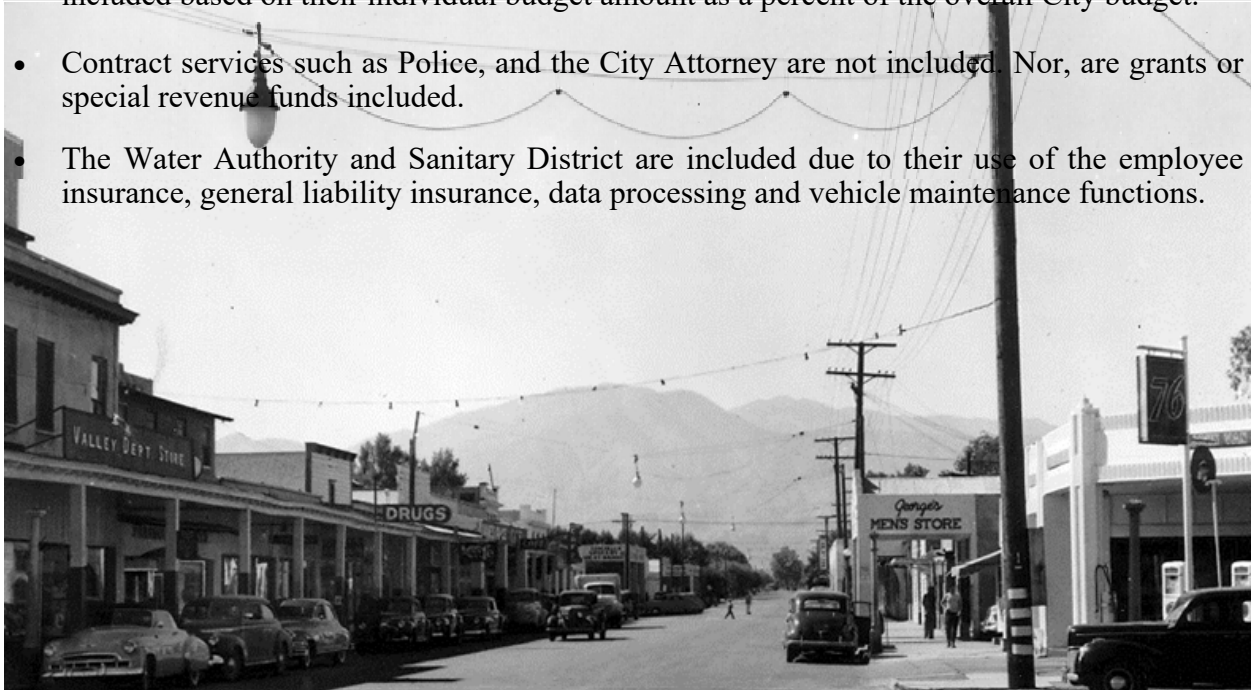 included based on their individual budget amount as a percent of the overall City budget.
• Contract services such as Police, and the City Attorney are not included. Nor, are grants or
special revenue funds included.
• The Water Authority and Sanitary District are included due to their use of the employee
insurance, general liability insurance, data processing and vehicle maintenance functions.
VALLEY DEPT. STORE
DRUGS
George's
MEN'S STORE
76